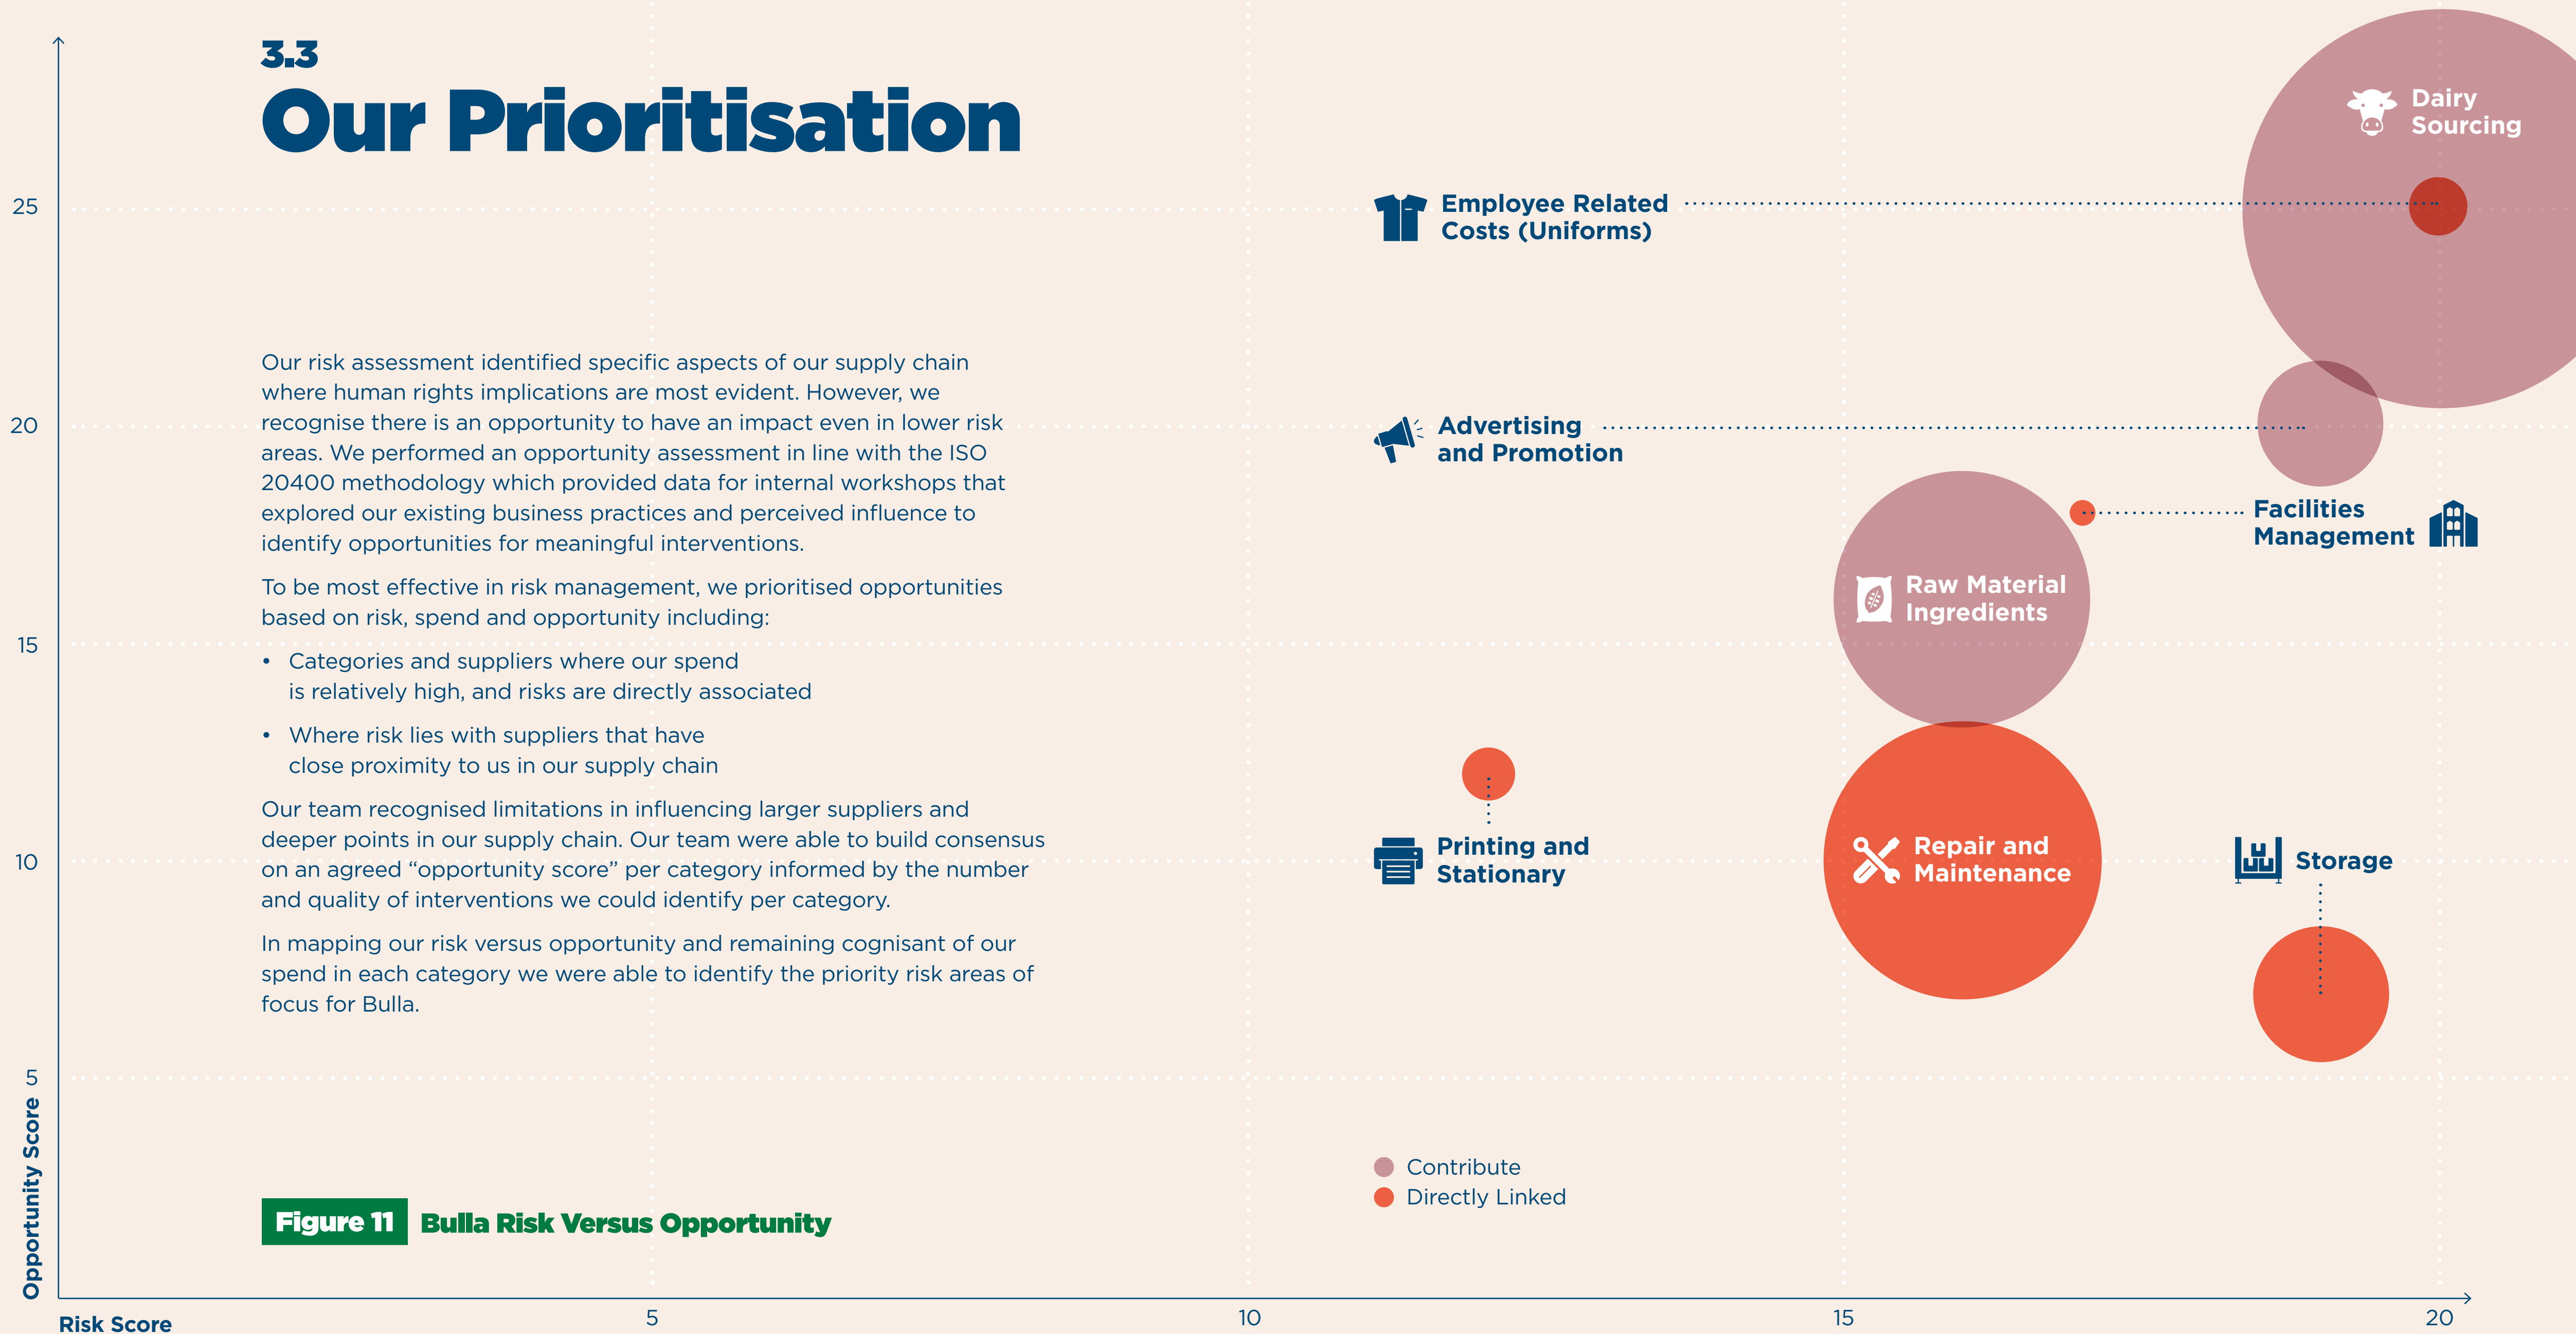 3.3
Our Prioritisation
Our risk assessment identified specific aspects of our supply chain
where human rights implications are most evident. However, we
recognise there is an opportunity to have an impact even in lower risk
areas. We performed an opportunity assessment in line with the ISO
20400 methodology which provided data for internal workshops that
explored our existing business practices and perceived influence to
identify opportunities for meaningful interventions.
To be most effective in risk management, we prioritised opportunities
based on risk, spend and opportunity including:
• Categories and suppliers where our spend
is relatively high, and risks are directly associated
• Where risk lies with suppliers that have
close proximity to us in our supply chain
Our team recognised limitations in influencing larger suppliers and
deeper points in our supply chain. Our team were able to build consensus
on an agreed “opportunity score” per category informed by the number
and quality of interventions we could identify per category.
In mapping our risk versus opportunity and remaining cognisant of our
spend in each category we were able to identify the priority risk areas of
focus for Bulla.
Figure 11 Bulla Risk Versus Opportunity
25
20
15
10
5
Opportunity Score
Risk Score
5
10
15
20
Dairy
Sourcing
Employee Related
Costs (Uniforms)
Advertising
and Promotion
Facilities
Management
Raw Material
Ingredients
Printing and
Stationary
Repair and
Maintenance
Storage
Contribute
Directly Linked